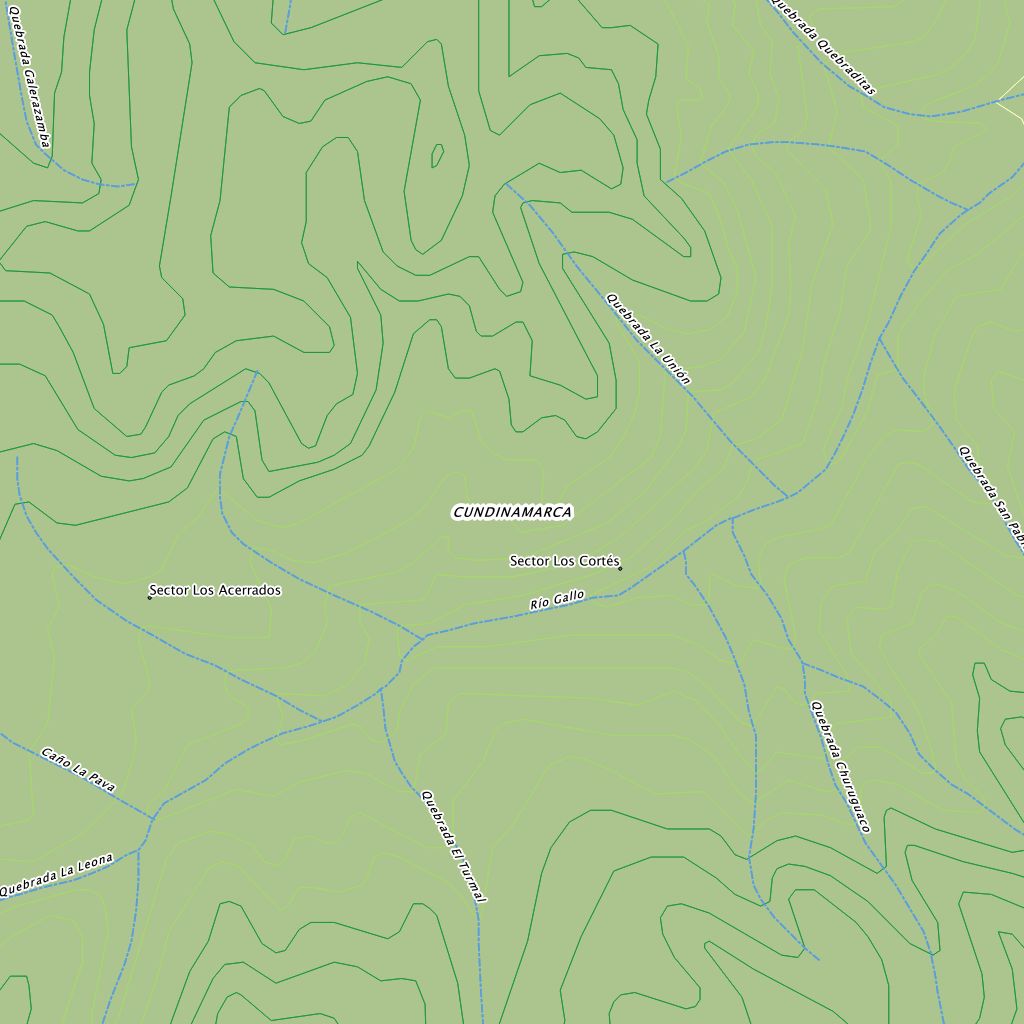 Quebrada Galerazamba
Quebrada Quebraditas
Quebrada La Unión
Quebrada San Pabl
CUNDINAMARCA
Sector Los Cortés
Sector Los Acerrados
Río Gallo
Quebrada Churuguaco
Caño La Pava
Quebrada El Turmal
Quebrada La Leona